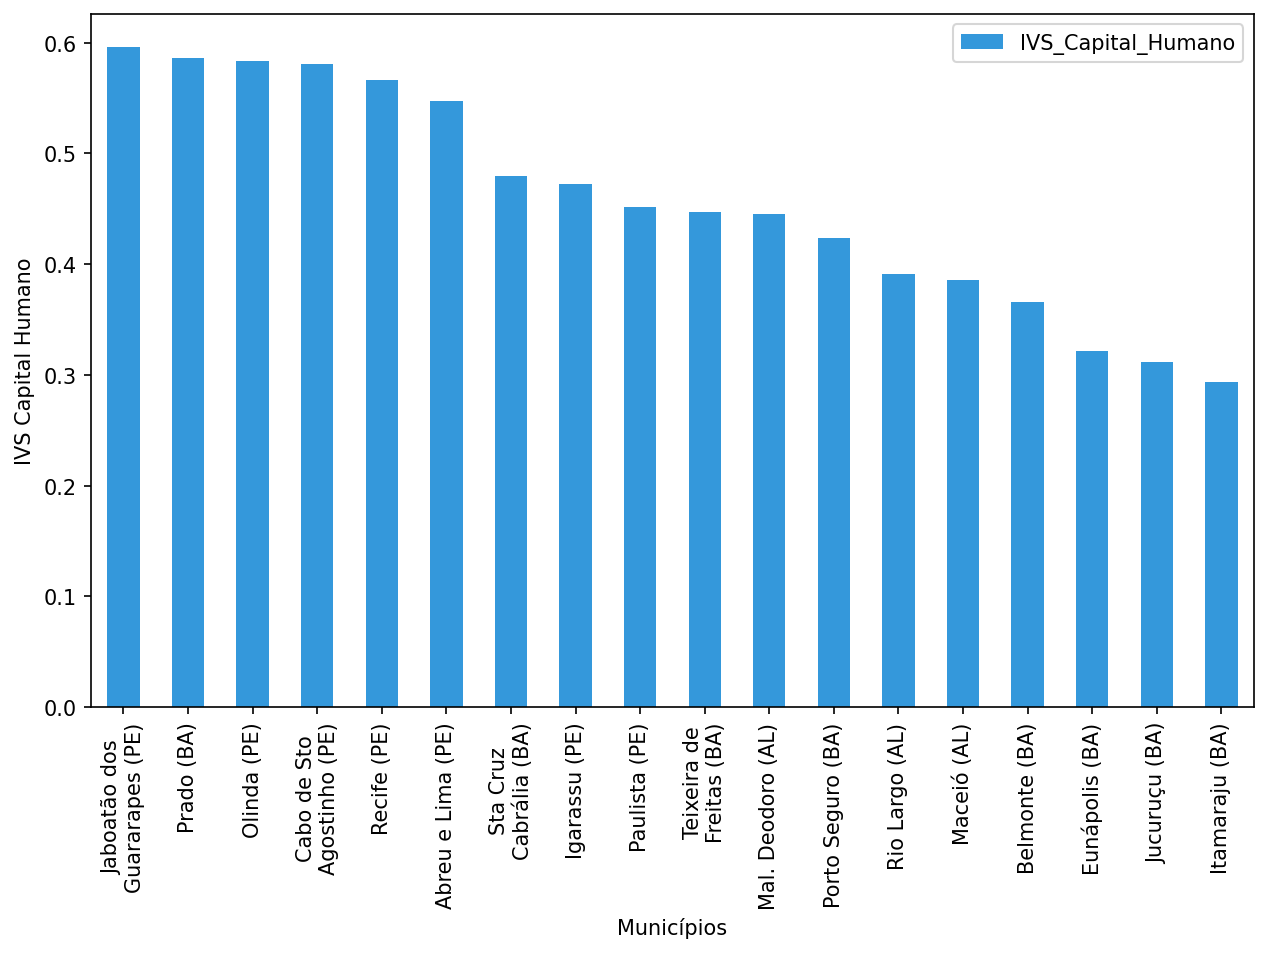 IVS_Capital_Humano
IVS Capital Humano
0.6
0.5
0.4
0.3
0.2
0.1
0.0
Jaboatão dos
Guararapes (PE)
Prado (BA)
Olinda (PE)
Cabo de Sto
Agostinho (PE)
Recife (PE)
Abreu e Lima (PE)
Sta Cruz
Cabrália (BA)
Igarassu (PE)
Paulista (PE)
Teixeira de
Freitas (BA)
Mal. Deodoro (AL)
Porto Seguro (BA)
Rio Largo (AL)
Maceió (AL)
Belmonte (BA)
Eunápolis (BA)
Jucuruçu (BA)
Itamaraju (BA)
Municípios